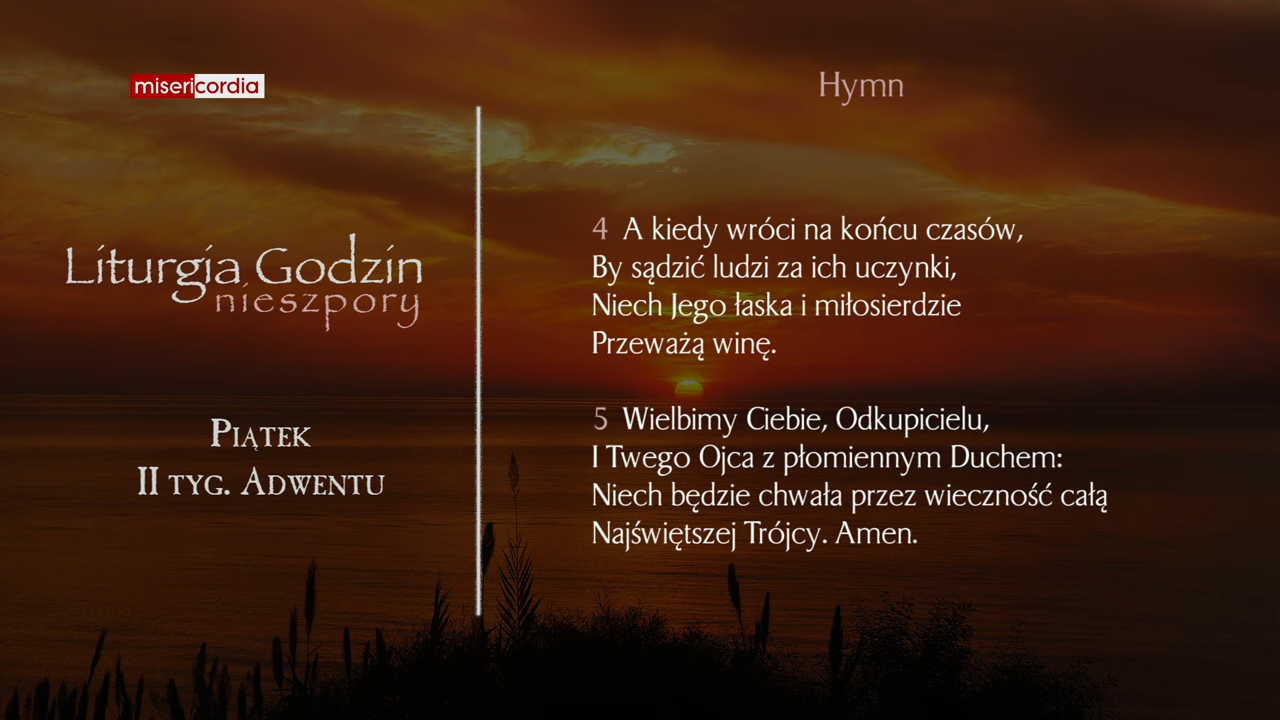 misericordia
Liturgia Godzin
nieszpory
Piątek
II tyg. Adwentu
Hymn
4 A kiedy wróci na końcu czasów,
By sądzić ludzi za ich uczynki,
Niech Jego łaska i miłosierdzie
Przeważą winę.
5 Wielbimy Ciebie, Odkupicielu,
I Twego Ojca z płomiennym Duchem:
Niech będzie chwała przez wieczność całą
Najświętszej Trójcy. Amen.